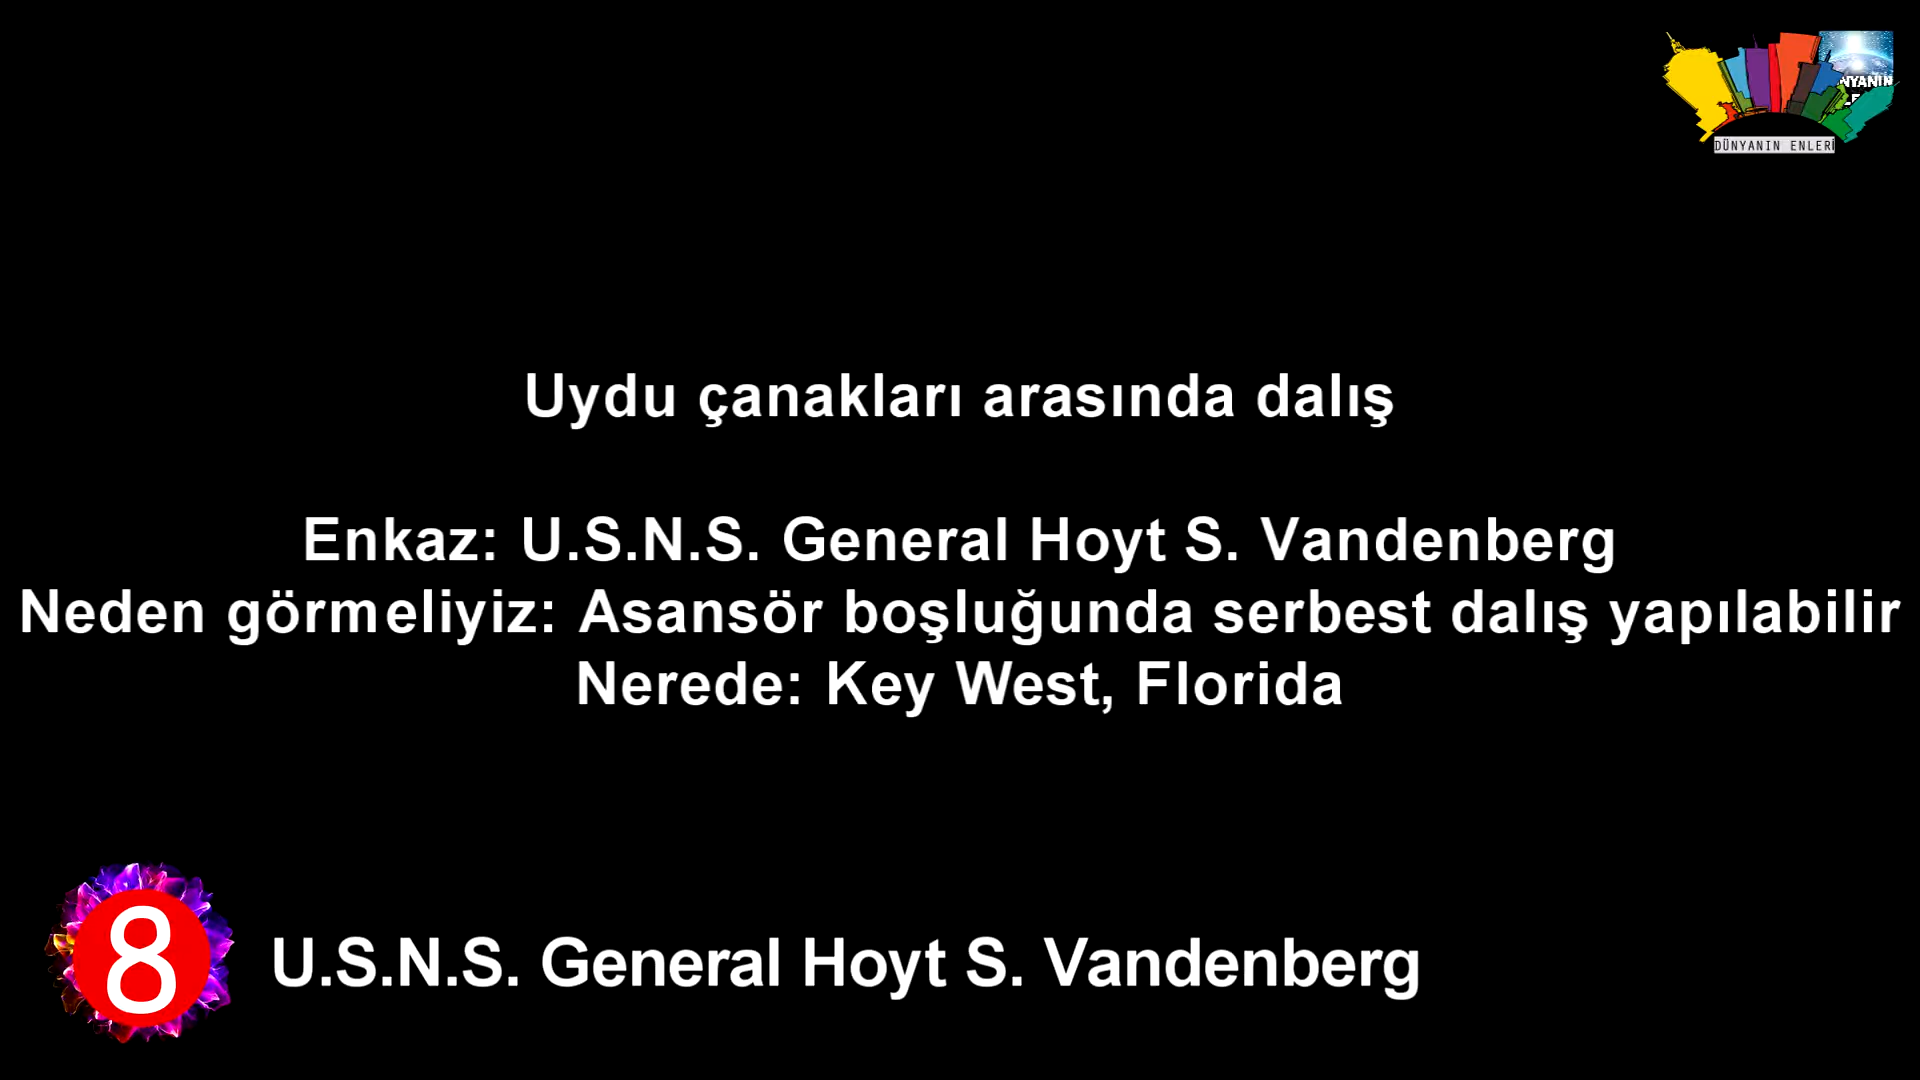 NYANIN
DÜNYANIN ENLERİ
Uydu çanakları arasında dalış
Enkaz: U.S.N.S. General Hoyt S. Vandenberg
Neden görmeliyiz: Asansör boşluğunda serbest dalış yapılabilir
Nerede: Key West, Florida
8
U.S.N.S. General Hoyt S. Vandenberg